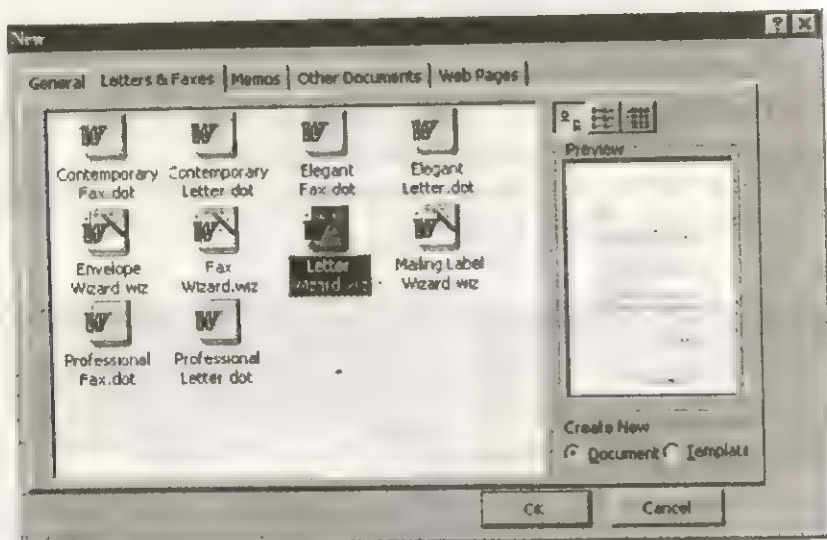 New
General Letters & Faxes Memos Other Documents Web Pages
Contemporary Fax.dot
Contemporary Letter dot
Elegant Fax dot
Elegant Letter.dot
Preview
Envelope Wizard wiz
Fax Wizard.wiz
Letter Wizard.wiz
Mailing Label Wizard wiz
Professional Fax.dot
Professional Letter dot
Create New
Document Template
OK Cancel